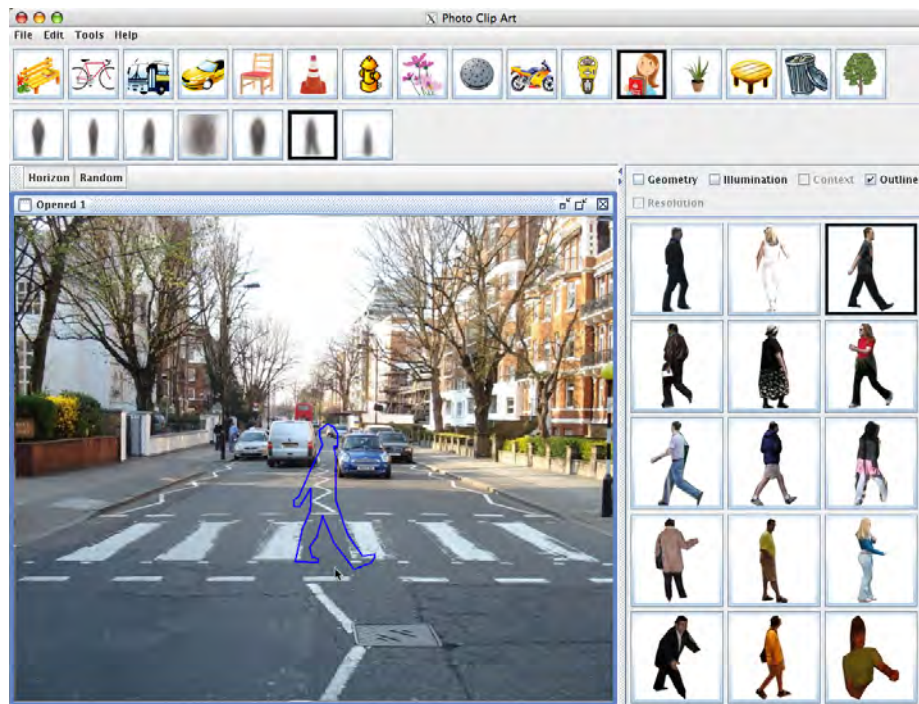 X Photo Clip Art
File Edit Tools Help
Horizon Random
Geometry Illumination Context Outline
Resolution
Opened 1